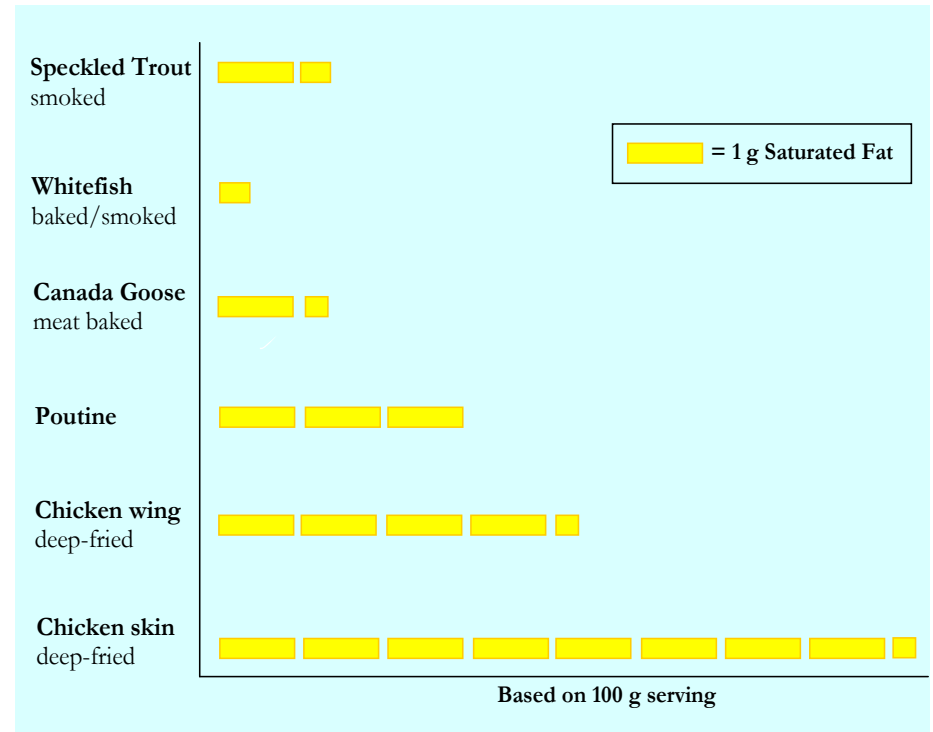 Speckled Trout
smoked
= 1 g Saturated Fat
Whitefish
baked/smoked
Canada Goose
meat baked
Poutine
Chicken wing
deep-fried
Chicken skin
deep-fried
Based on 100 g serving